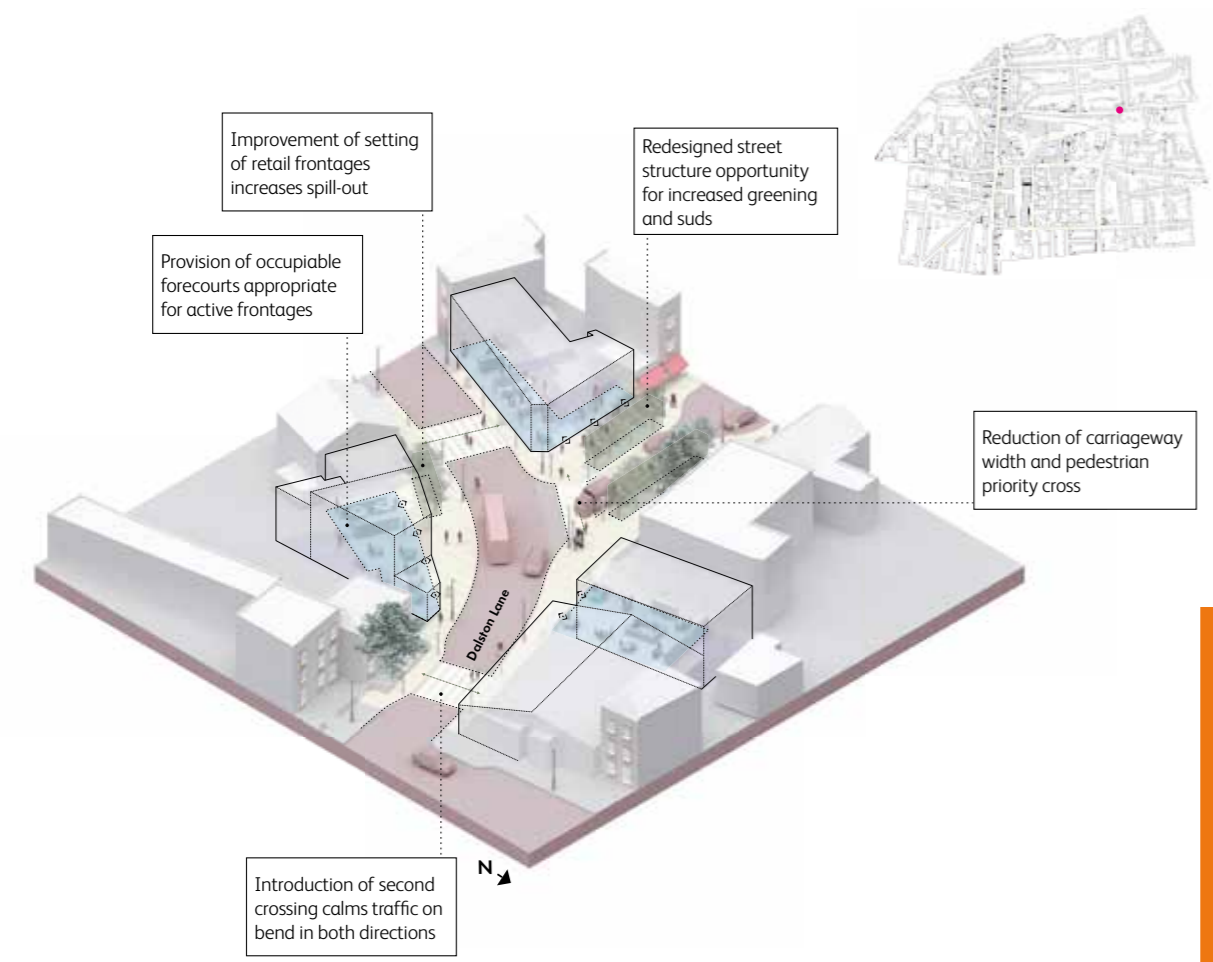 Improvement of setting
of retail frontages
increases spill-out
Redesigned street
structure opportunity
for increased greening
and suds
Provision of occupiable
forecourts appropriate
for active frontages
Reduction of carriageway
width and pedestrian
priority cross
Dalston Lane
N
Introduction of second
crossing calms traffic on
bend in both directions